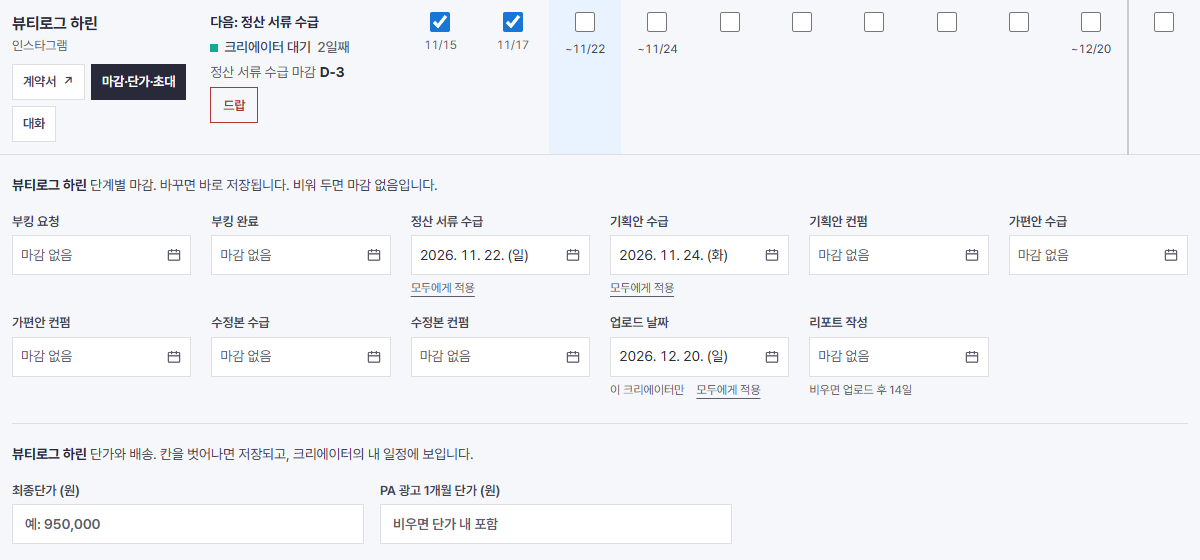 뷰티로그 하린
인스타그램
계약서 ↗
마감·단가·초대
대화
다음: 정산 서류 수급
크리에이터 대기 2일째
정산 서류 수급 마감 D-3
드랍
11/15
11/17
~11/22
~11/24
~12/20
뷰티로그 하린 단계별 마감. 바꾸면 바로 저장됩니다. 비워 두면 마감 없음입니다.
부킹 요청
부킹 완료
정산 서류 수급
기획안 수급
기획안 컨펌
가편안 수급
마감 없음
마감 없음
2026. 11. 22. (일)
2026. 11. 24. (화)
마감 없음
마감 없음
모두에게 적용
모두에게 적용
가편안 컨펌
수정본 수급
수정본 컨펌
업로드 날짜
리포트 작성
마감 없음
마감 없음
마감 없음
2026. 12. 20. (일)
마감 없음
이 크리에이터만 모두에게 적용
비우면 업로드 후 14일
뷰티로그 하린 단가와 배송. 칸을 벗어나면 저장되고, 크리에이터의 내 일정에 보입니다.
최종단가 (원)
PA 광고 1개월 단가 (원)
예: 950,000
비우면 단가 내 포함